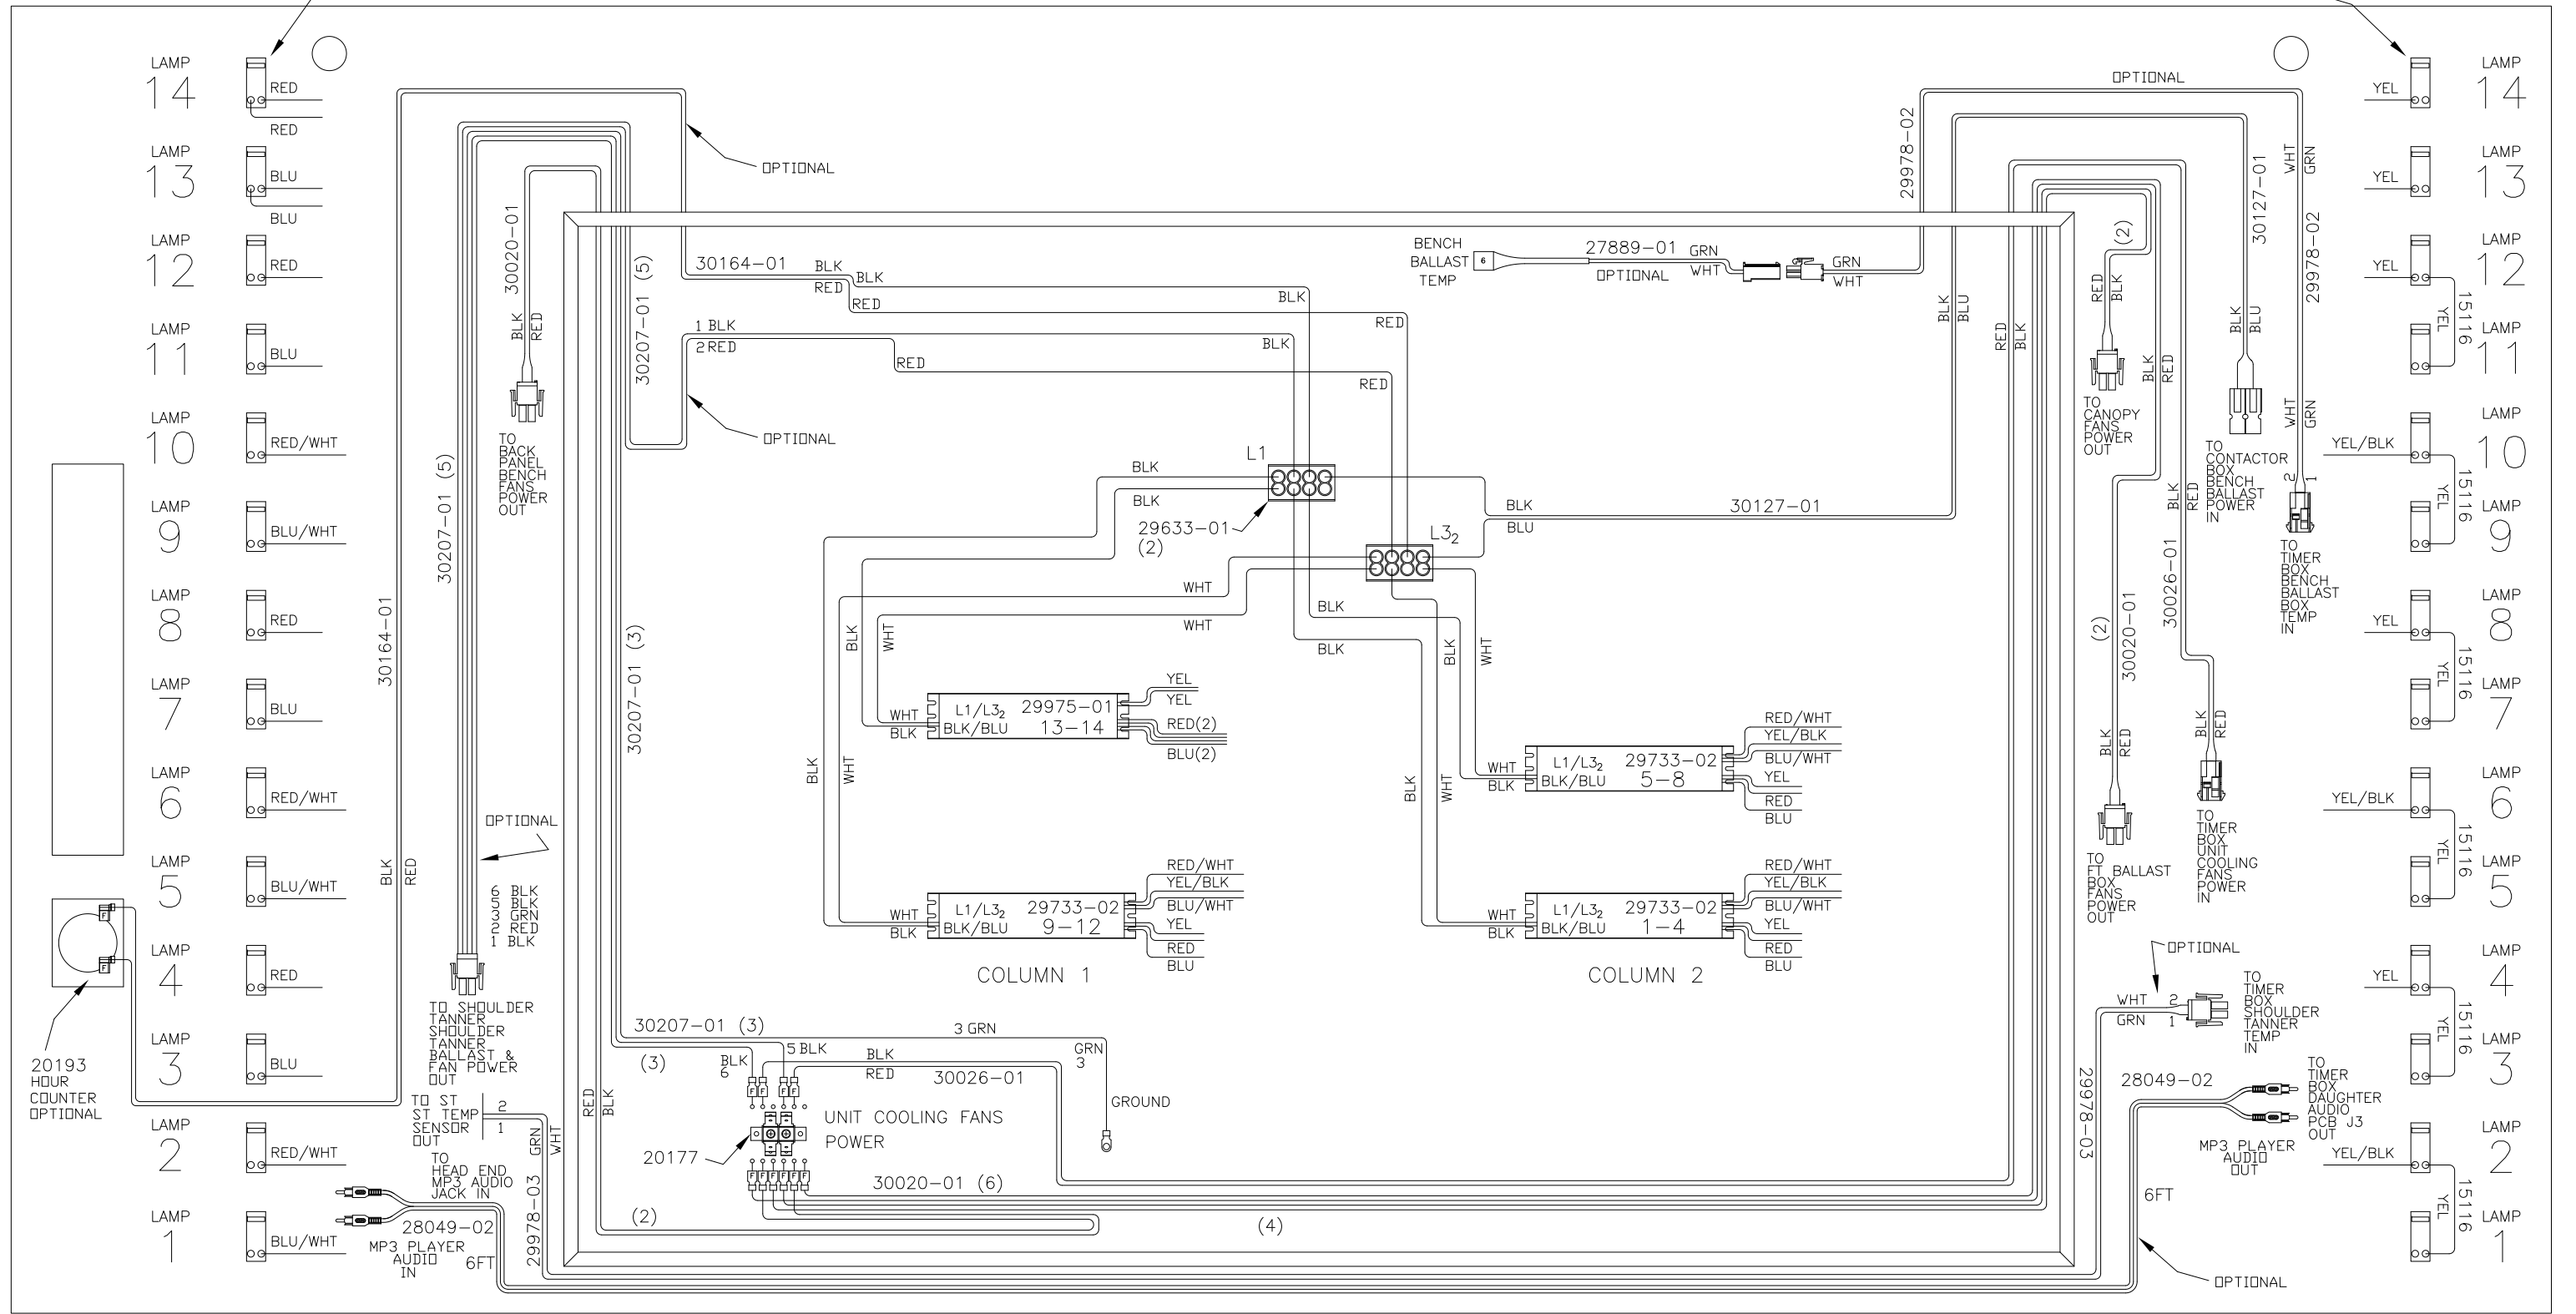 LAMP
14
RED
RED
LAMP
13
BLU
BLU
LAMP
12
RED
LAMP
11
BLU
LAMP
10
RED/WHT
LAMP
9
BLU/WHT
LAMP
8
RED
LAMP
7
BLU
LAMP
6
RED/WHT
LAMP
5
BLU/WHT
LAMP
4
RED
LAMP
3
BLU
LAMP
2
RED/WHT
LAMP
1
BLU/WHT
F
F
20193
HOUR
COUNTER
OPTIONAL
30164-01
BLK
RED
30207-01 (5)
OPTIONAL
6 BLK
5 BLK
3 GRN
2 RED
1 BLK
TO SHOULDER
TANNER
SHOULDER
TANNER
BALLAST &
FAN POWER
OUT
TO ST
ST TEMP
SENSOR
OUT
2
1
GRN
WHT
29978-03
TO
HEAD END
MP3 AUDIO
JACK IN
28049-02
MP3 PLAYER
AUDIO
IN
6FT
30020-01
BLK
RED
TO
BACK
PANEL
BENCH
FANS
POWER
OUT
30207-01 (5)
30207-01 (3)
RED
BLK
OPTIONAL
30164-01
BLK
RED
BLK
RED
BLK
RED
1 BLK
2 RED
RED
BLK
RED
OPTIONAL
L1
BLK
BLK
29633-01
(2)
L3₂
BLK
BLU
30127-01
WHT
WHT
BLK
BLK
BLK
WHT
BLK
WHT
BLK
WHT
BLK
WHT
WHT
BLK
L1/L3₂
BLK/BLU
29975-01
13-14
YEL
YEL
RED(2)
BLU(2)
WHT
BLK
L1/L3₂
BLK/BLU
29733-02
5-8
RED/WHT
YEL/BLK
BLU/WHT
YEL
RED
BLU
WHT
BLK
L1/L3₂
BLK/BLU
29733-02
9-12
RED/WHT
YEL/BLK
BLU/WHT
YEL
RED
BLU
COLUMN 1
WHT
BLK
L1/L3₂
BLK/BLU
29733-02
1-4
RED/WHT
YEL/BLK
BLU/WHT
YEL
RED
BLU
COLUMN 2
30207-01 (3)
(3)
3 GRN
GRN
3
BLK
6
5 BLK
BLK
RED
30026-01
F
F
F
F
UNIT COOLING FANS
POWER
20177
GROUND
F
F
F
F
F
F
30020-01 (6)
(2)
(4)
BENCH
BALLAST
TEMP
6
27889-01
OPTIONAL
GRN
WHT
GRN
WHT
29978-02
OPTIONAL
BLK
BLU
RED
BLK
(2)
RED
BLK
TO
CANOPY
FANS
POWER
OUT
BLK
RED
30127-01
BLK
BLU
TO
CONTACTOR
BOX
BENCH
BALLAST
POWER
IN
WHT
GRN
29978-02
WHT
GRN
2
1
TO
TIMER
BOX
BENCH
BALLAST
BOX
TEMP
IN
BLK
RED
30026-01
(2)
30020-01
BLK
RED
TO
FT BALLAST
BOX
FANS
POWER
OUT
BLK
RED
TO
TIMER
BOX
UNIT
COOLING
FANS
POWER
IN
OPTIONAL
WHT
GRN
2
1
TO
TIMER
BOX
SHOULDER
TANNER
TEMP
IN
29978-03
28049-02
TO
TIMER
BOX
DAUGHTER
AUDIO
PCB J3
OUT
MP3 PLAYER
AUDIO
OUT
6FT
OPTIONAL
LAMP
14
YEL
LAMP
13
YEL
LAMP
12
YEL
15116
YEL
LAMP
11
LAMP
10
YEL/BLK
15116
YEL
LAMP
9
LAMP
8
YEL
15116
YEL
LAMP
7
LAMP
6
YEL/BLK
15116
YEL
LAMP
5
LAMP
4
YEL
15116
YEL
LAMP
3
LAMP
2
YEL/BLK
15116
YEL
LAMP
1